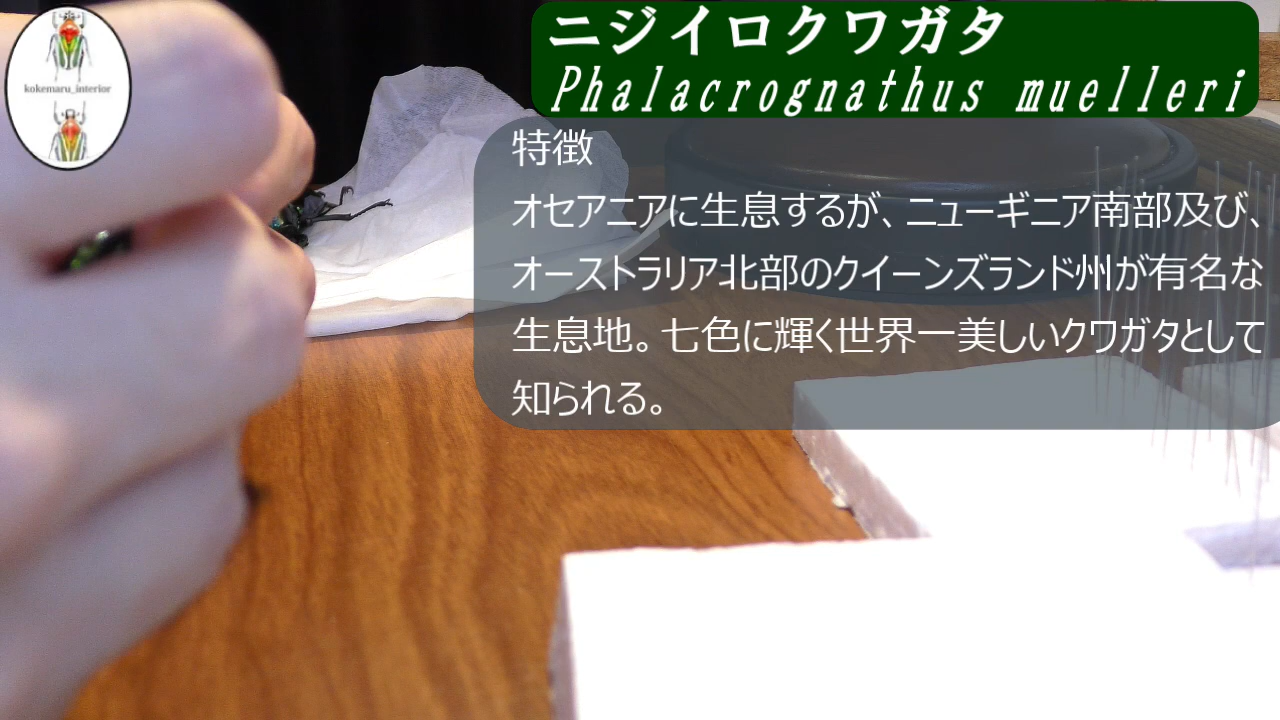 kokemaru_interior
ニジイロクワガタ
Phalacrognathus muelleri
特徴
オセアニアに生息するが、ニューギニア南部及び、
オーストラリア北部のクイーンズランド州が有名な
生息地。七色に輝く世界一美しいクワガタとして
知られる。